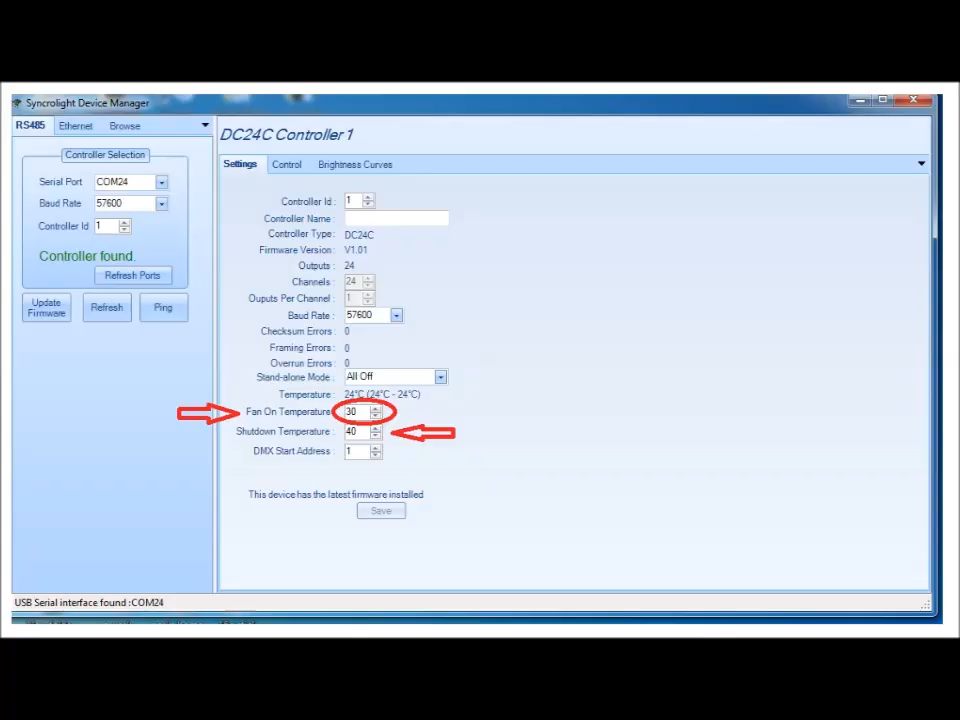 Syncrolight Device Manager
RS485 Ethernet Browse
Controller Selection
Serial Port COM24
Baud Rate 57600
Controller Id 1
Controller found.
Refresh Ports
Update Firmware
Refresh
Ping
DC24C Controller 1
Settings Control Brightness Curves
Controller Id : 1
Controller Name :
Controller Type : DC24C
Firmware Version : V1.01
Outputs : 24
Channels : 24
Ouputs Per Channel : 1
Baud Rate : 57600
Checksum Errors : 0
Framing Errors : 0
Overrun Errors : 0
Stand-alone Mode : All Off
Temperature : 24°C (24°C - 24°C)
Fan On Temperature 30
Shutdown Temperature : 40
DMX Start Address : 1
This device has the latest firmware installed
Save
USB Serial interface found :COM24